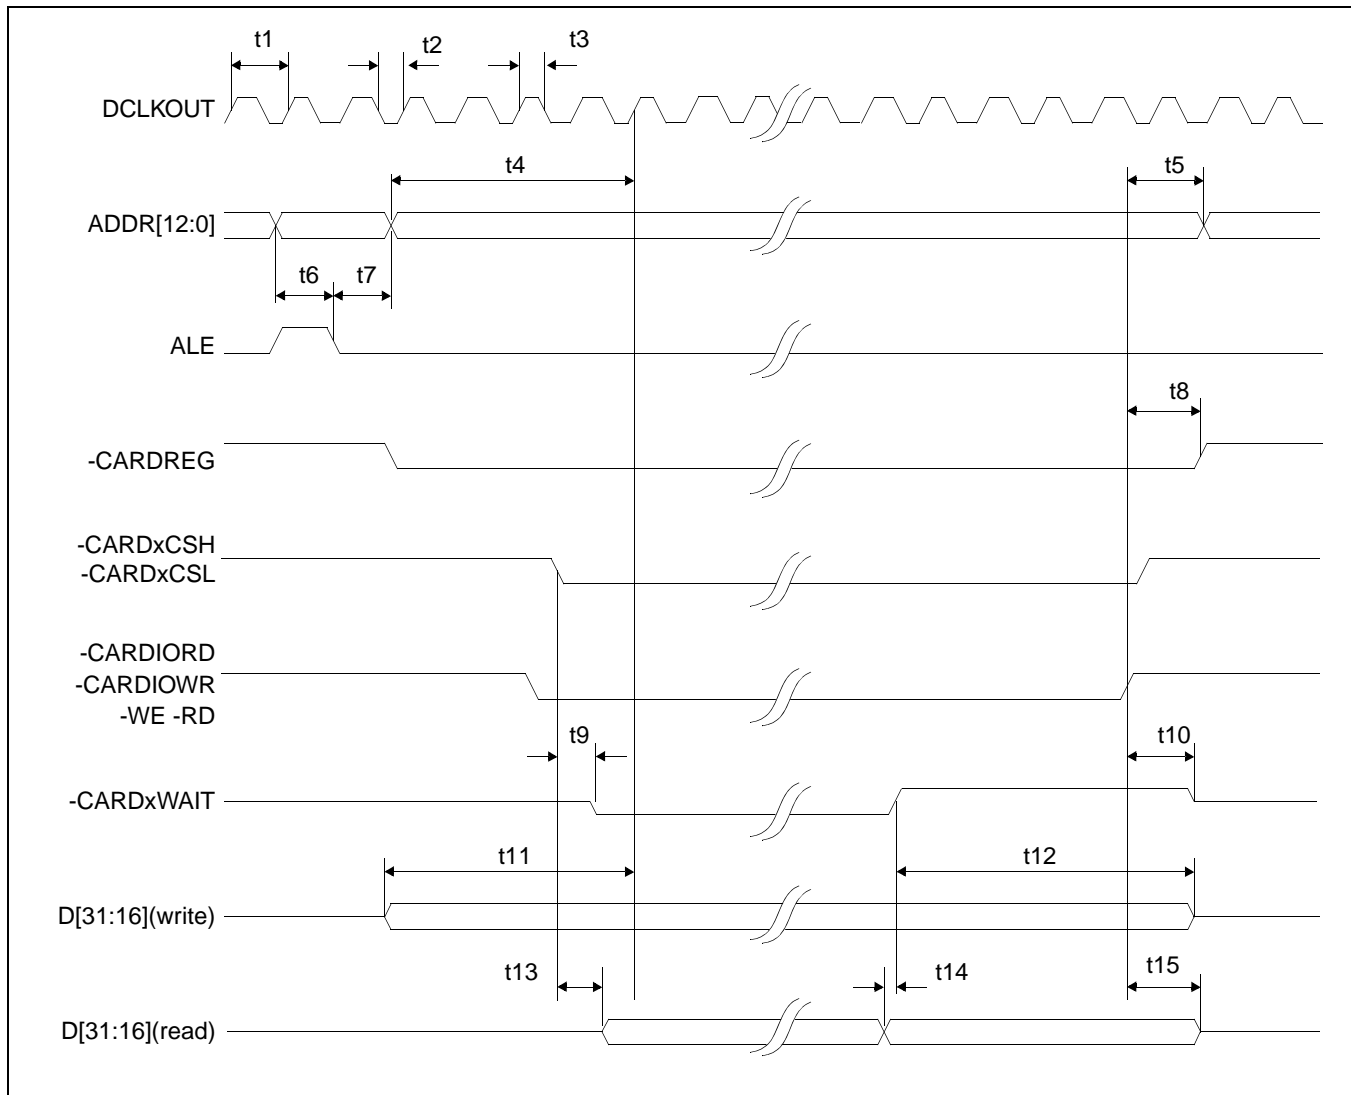 t1
t2
t3
DCLKOUT
t4
t5
ADDR[12:0]
t6
t7
ALE
t8
-CARDREG
-CARDxCSH
-CARDxCSL
-CARDIORD
-CARDIOWR
-WE -RD
t9
t10
-CARDxWAIT
t11
t12
D[31:16](write)
t13
t14
t15
D[31:16](read)